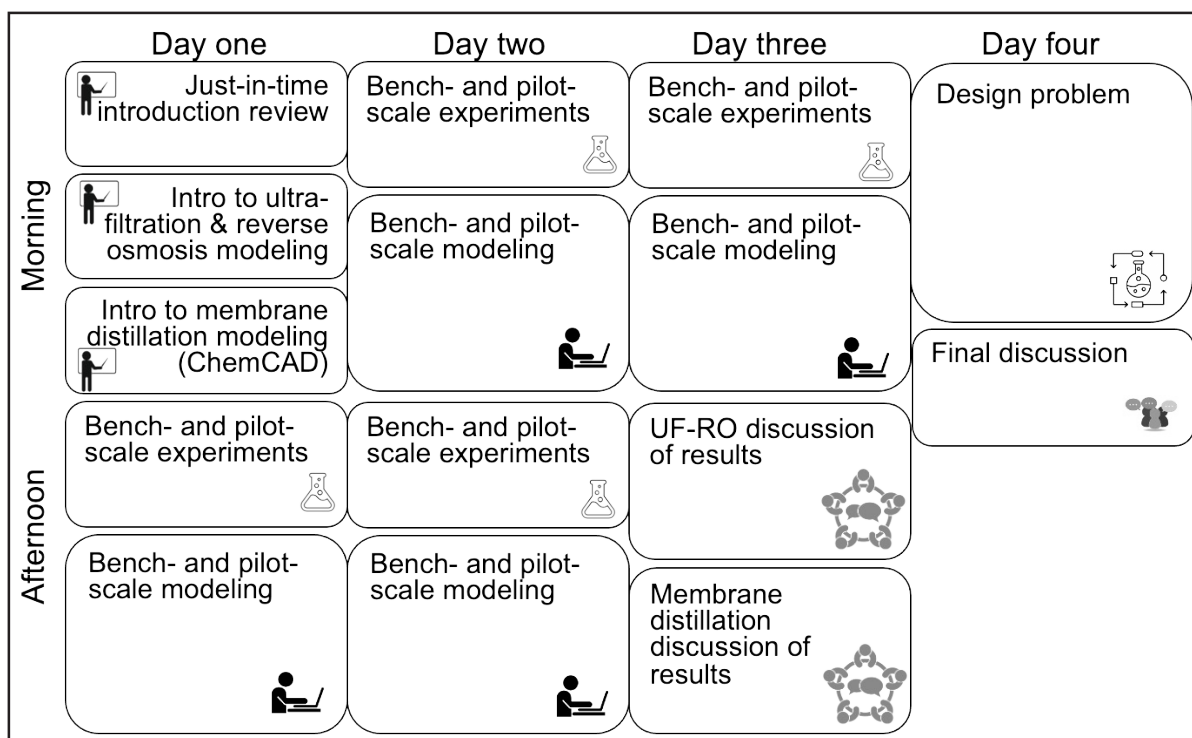 Day one
Day two
Day three
Day four
Morning
Afternoon
Just-in-time
introduction review
Intro to ultra-
filtration & reverse
osmosis modeling
Intro to membrane
distillation modeling
(ChemCAD)
Bench- and pilot-
scale experiments
Bench- and pilot-
scale modeling
Bench- and pilot-
scale experiments
Bench- and pilot-
scale modeling
Bench- and pilot-
scale experiments
Bench- and pilot-
scale modeling
Bench- and pilot-
scale experiments
Bench- and pilot-
scale modeling
UF-RO discussion
of results
Membrane
distillation
discussion of
results
Design problem
Final discussion